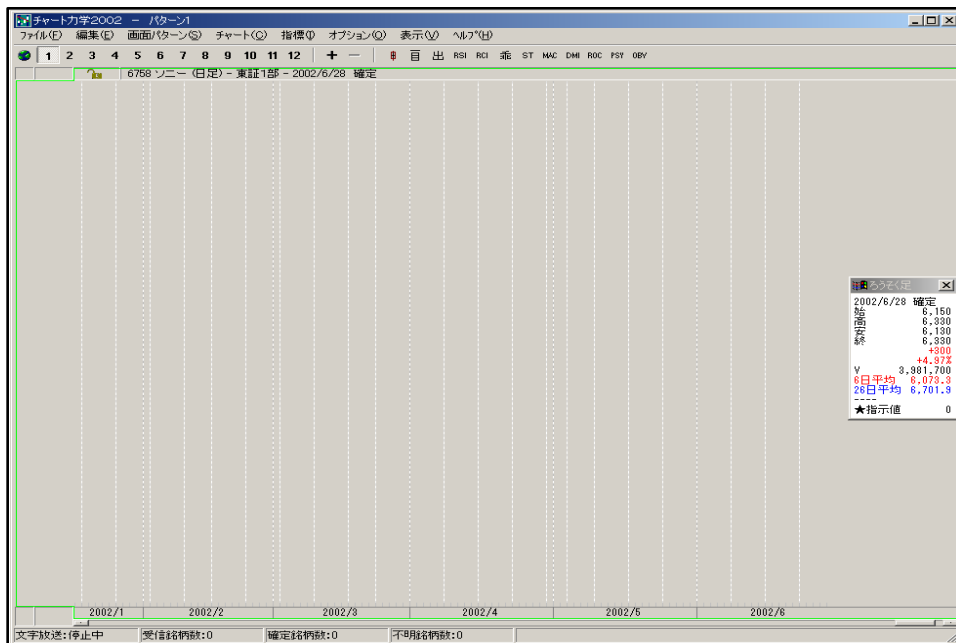 チャート力学2002 － パターン1
ファイル(F) 編集(E) 画面パターン(S) チャート(C) 指標(I) オプション(O) 表示(V) ヘルプ(H)
1 2 3 4 5 6 7 8 9 10 11 12 ＋ － 百 出 RSI RCI 乖 ST MAC DMI ROC PSY OBV
6758 ソニー (日足) - 東証1部 - 2002/6/28 確定
ろうそく足
2002/6/28 確定
始 6,150
高 6,330
安 6,130
終 6,330
+300
+4.97%
V 3,981,700
6日平均 6,073.3
26日平均 6,701.9
----
★指示値 0
2002/1 2002/2 2002/3 2002/4 2002/5 2002/6
文字放送:停止中 受信銘柄数:0 確定銘柄数:0 不明銘柄数:0